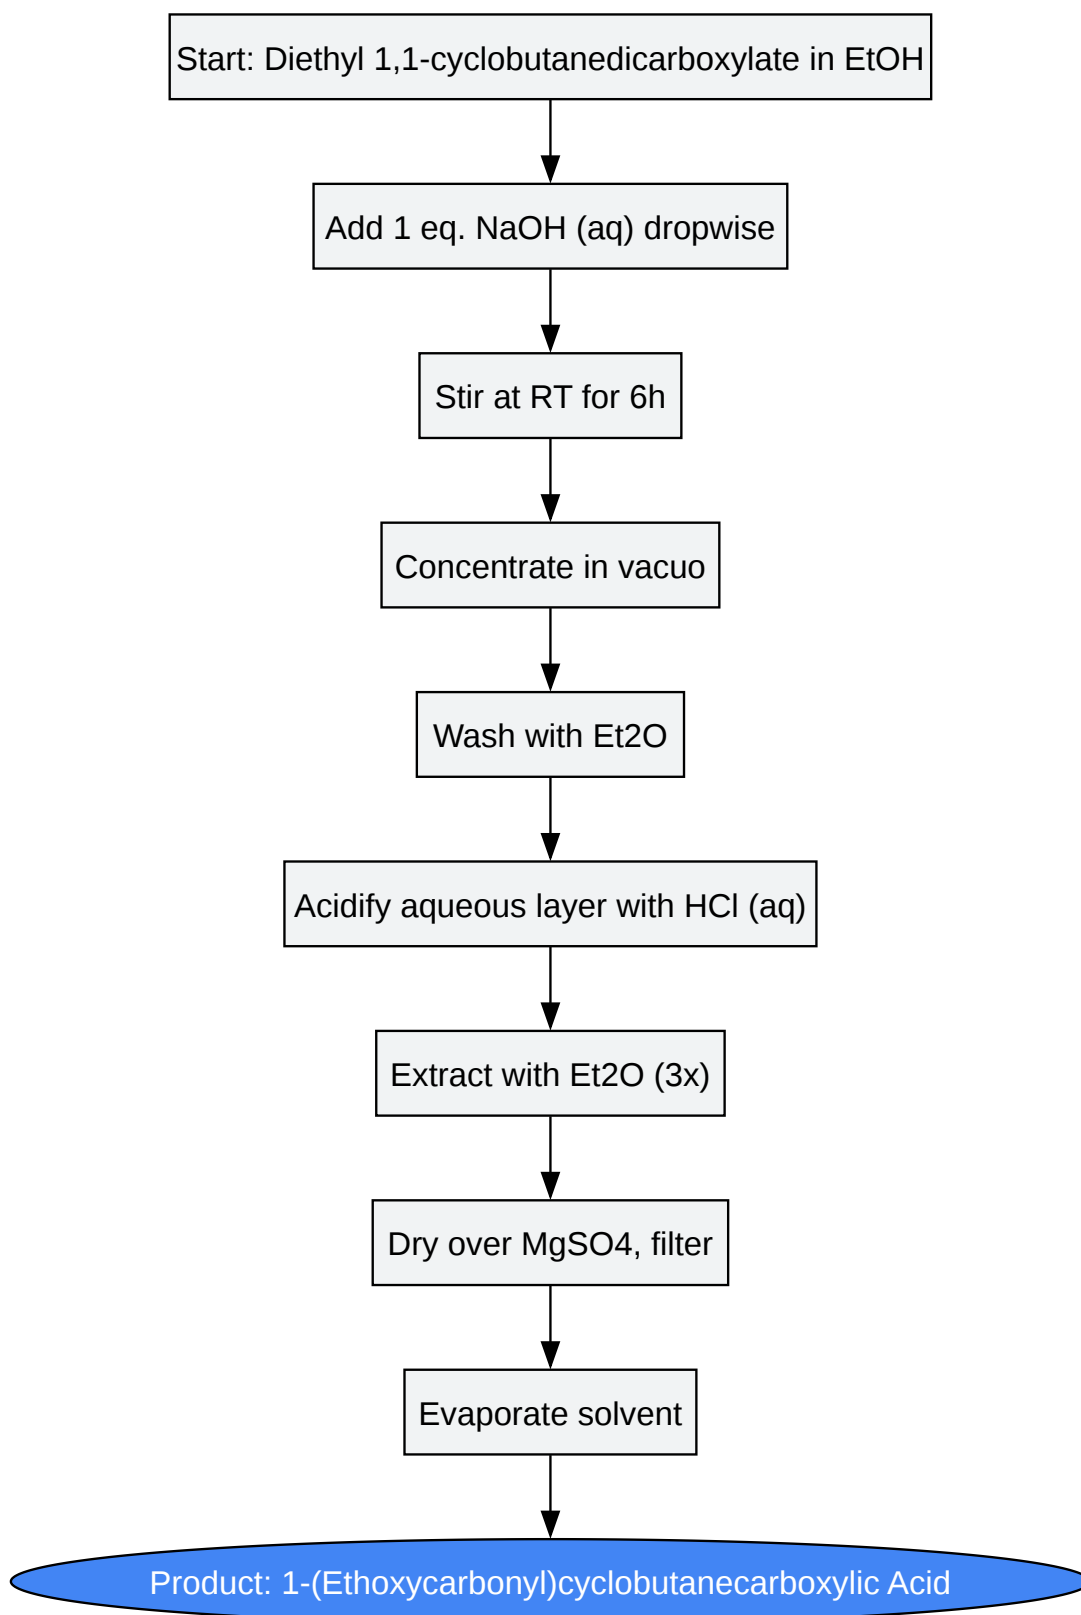 Start: Diethyl 1,1-cyclobutanedicarboxylate in EtOH
Add 1 eq. NaOH (aq) dropwise
Stir at RT for 6h
Concentrate in vacuo
Wash with Et2O
Acidify aqueous layer with HCl (aq)
Extract with Et2O (3x)
Dry over MgSO4, filter
Evaporate solvent
Product: 1-(Ethoxycarbonyl)cyclobutanecarboxylic Acid